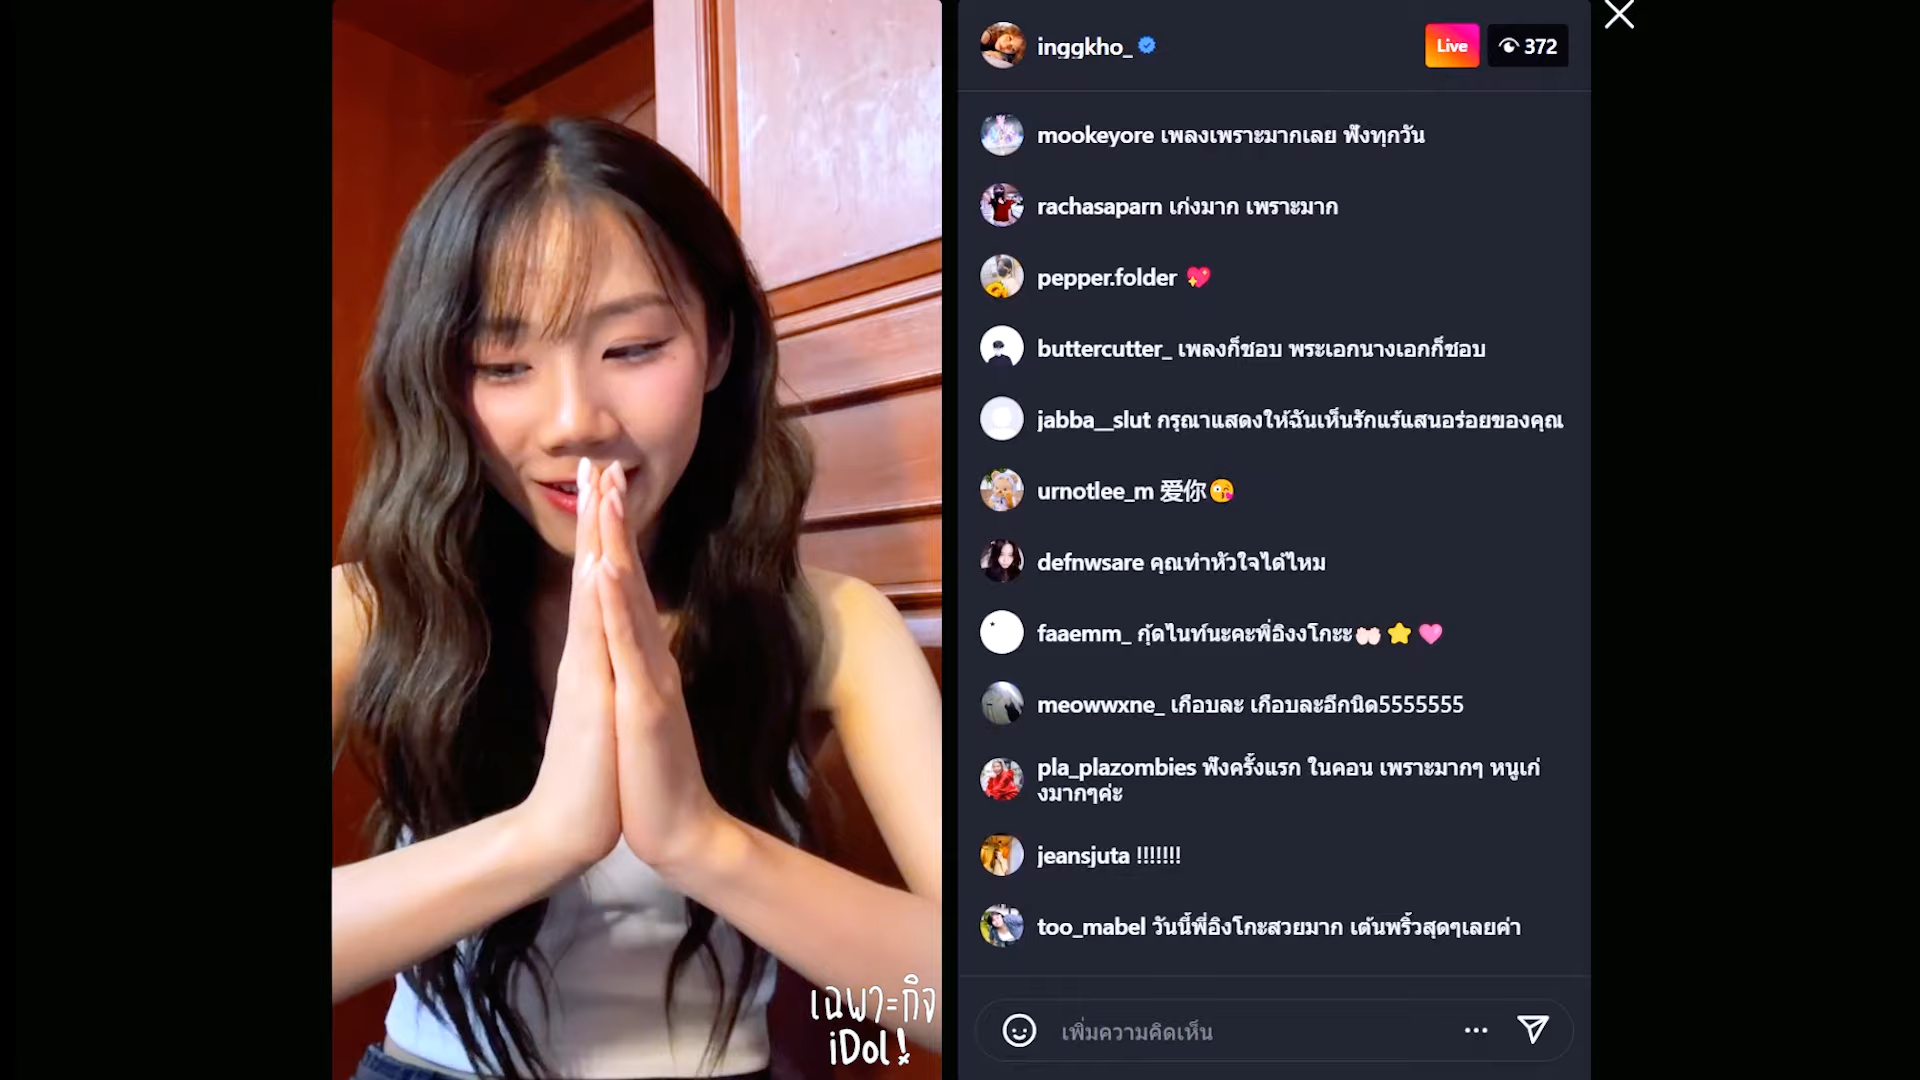 inggkho_
Live
372
mookeyore เพลงเพราะมากเลย ฟังทุกวัน
rachasaparn เก่งมาก เพราะมาก
pepper.folder 💖
buttercutter_ เพลงก็ชอบ พระเอกนางเอกก็ชอบ
jabba__slut กรุณาแสดงให้ฉันเห็นรักแร้แสนอร่อยของคุณ
urnotlee_m 爱你😘
defnwsare คุณทำหัวใจได้ไหม
faaemm_ กู้ดไนท์นะคะพี่อิงงโกะะ🫶🏻⭐🩷
meowwxne_ เกือบละ เกือบละอีกนิด5555555
pla_plazombies ฟังครั้งแรก ในคอน เพราะมากๆ หนูเก่
งมากๆค่ะ
jeansjuta !!!!!!!
too_mabel วันนี้พี่อิงโกะสวยมาก เต้นพริ้วสุดๆเลยค่า
เพิ่มความคิดเห็น
เฉพาะกิจ
iDol!